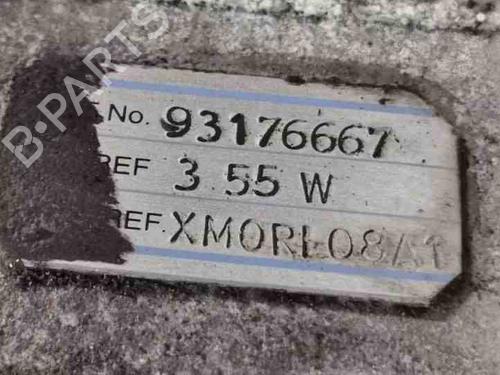 B-PARTS
No. 93176667
REF 3 55 W
REF. XMORL08A1